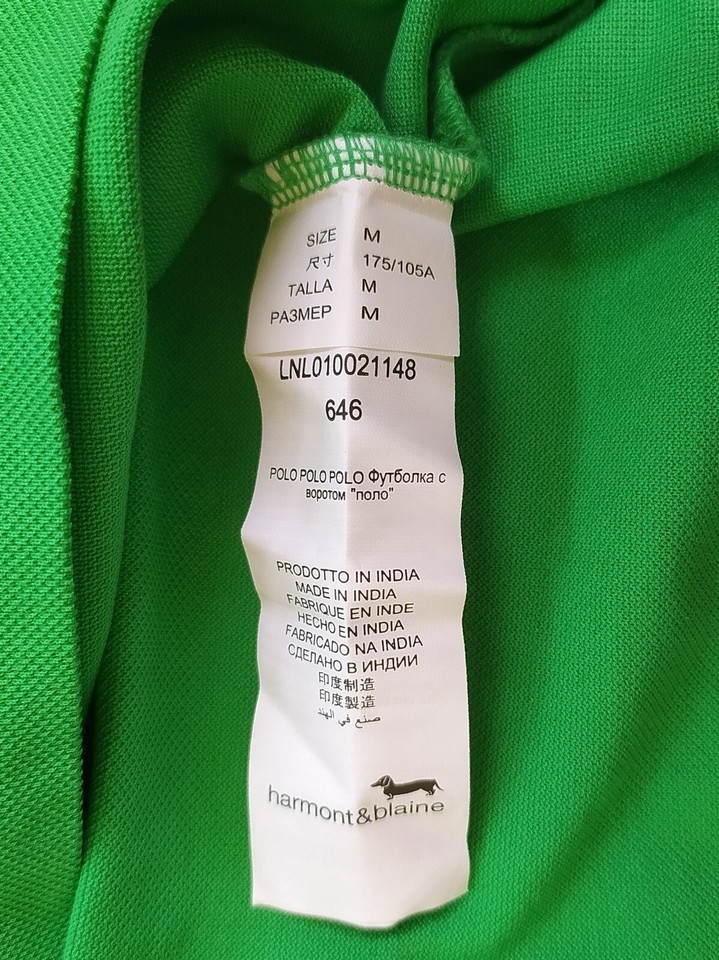 SIZE M
尺寸 175/105A
TALLA M
РАЗМЕР M
LNL010021148
646
POLO POLO POLO Футболка с
воротом "поло"
PRODOTTO IN INDIA
MADE IN INDIA
FABRIQUE EN INDE
HECHO EN INDIA
FABRICADO NA INDIA
СДЕЛАНО В ИНДИИ
印度制造
印度製造
صنع في الهند
harmont&blaine